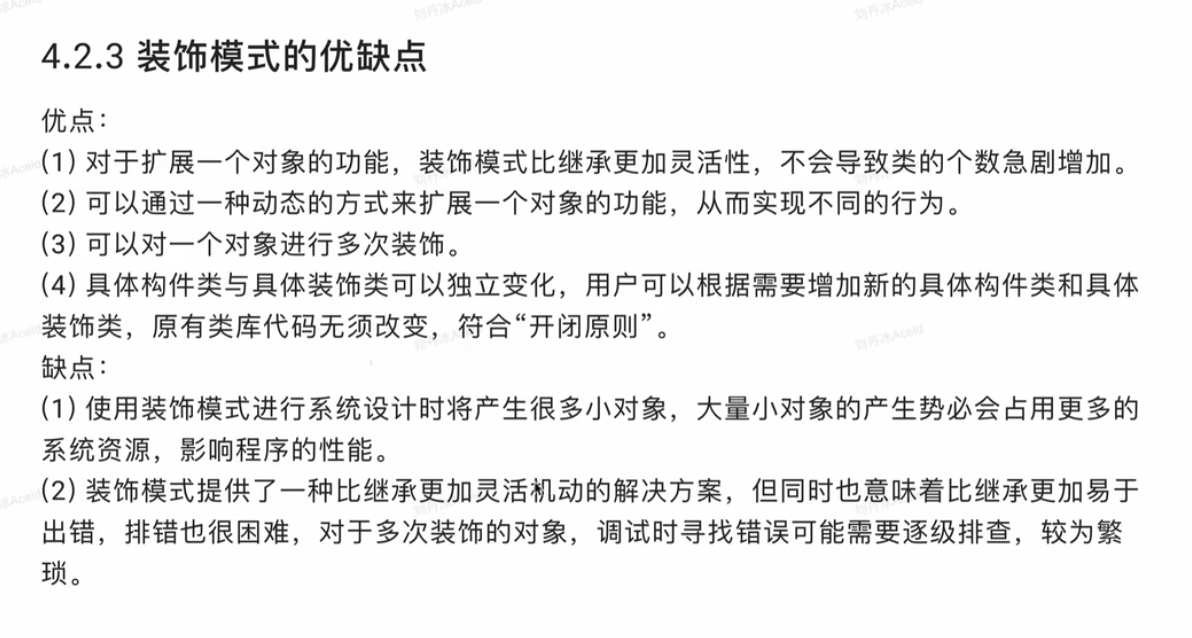 4.2.3 装饰模式的优缺点
优点：
(1) 对于扩展一个对象的功能，装饰模式比继承更加灵活性，不会导致类的个数急剧增加。
(2) 可以通过一种动态的方式来扩展一个对象的功能，从而实现不同的行为。
(3) 可以对一个对象进行多次装饰。
(4) 具体构件类与具体装饰类可以独立变化，用户可以根据需要增加新的具体构件类和具体
装饰类，原有类库代码无须改变，符合“开闭原则”。
缺点：
(1) 使用装饰模式进行系统设计时将产生很多小对象，大量小对象的产生势必会占用更多的
系统资源，影响程序的性能。
(2) 装饰模式提供了一种比继承更加灵活机动的解决方案，但同时也意味着比继承更加易于
出错，排错也很困难，对于多次装饰的对象，调试时寻找错误可能需要逐级排查，较为繁
琐。